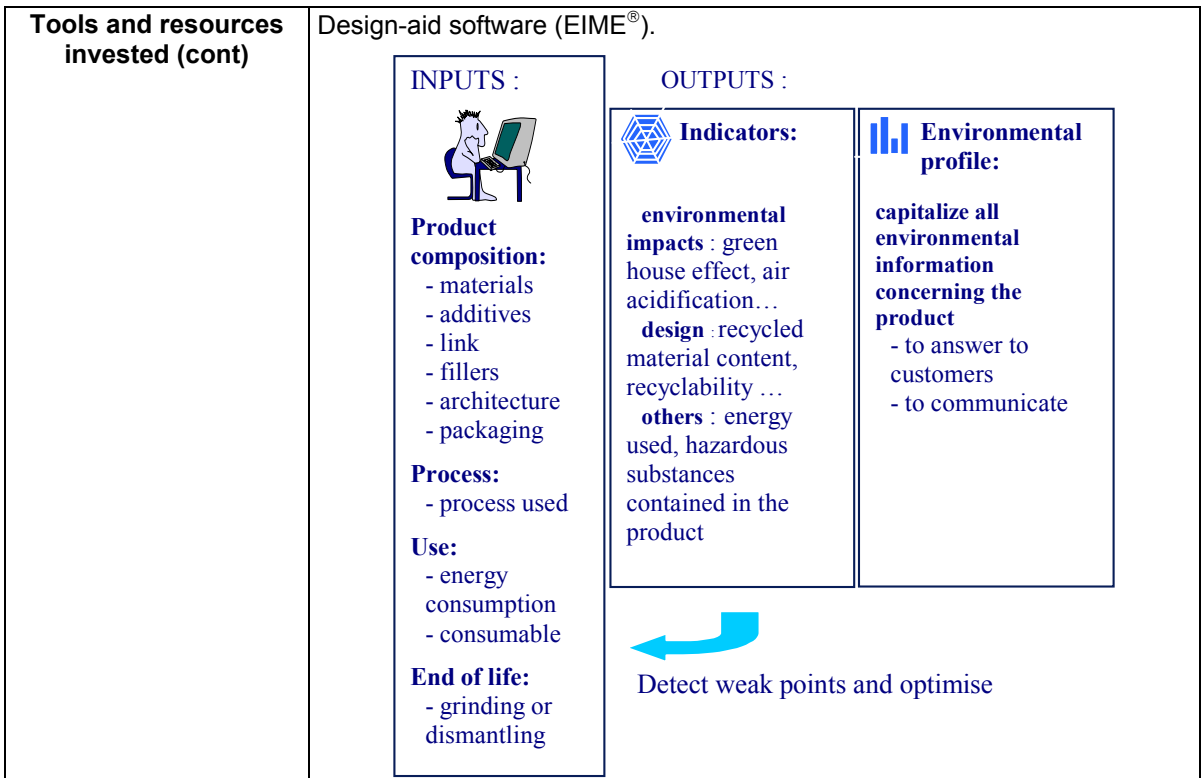 Tools and resources
invested (cont)
Design-aid software (EIME®).
INPUTS :
Product
composition:
- materials
- additives
- link
- fillers
- architecture
- packaging
Process:
- process used
Use:
- energy
consumption
- consumable
End of life:
- grinding or
dismantling
OUTPUTS :
Indicators:
environmental
impacts : green
house effect, air
acidification…
design : recycled
material content,
recyclability …
others : energy
used, hazardous
substances
contained in the
product
Environmental
profile:
capitalize all
environmental
information
concerning the
product
- to answer to
customers
- to communicate
Detect weak points and optimise